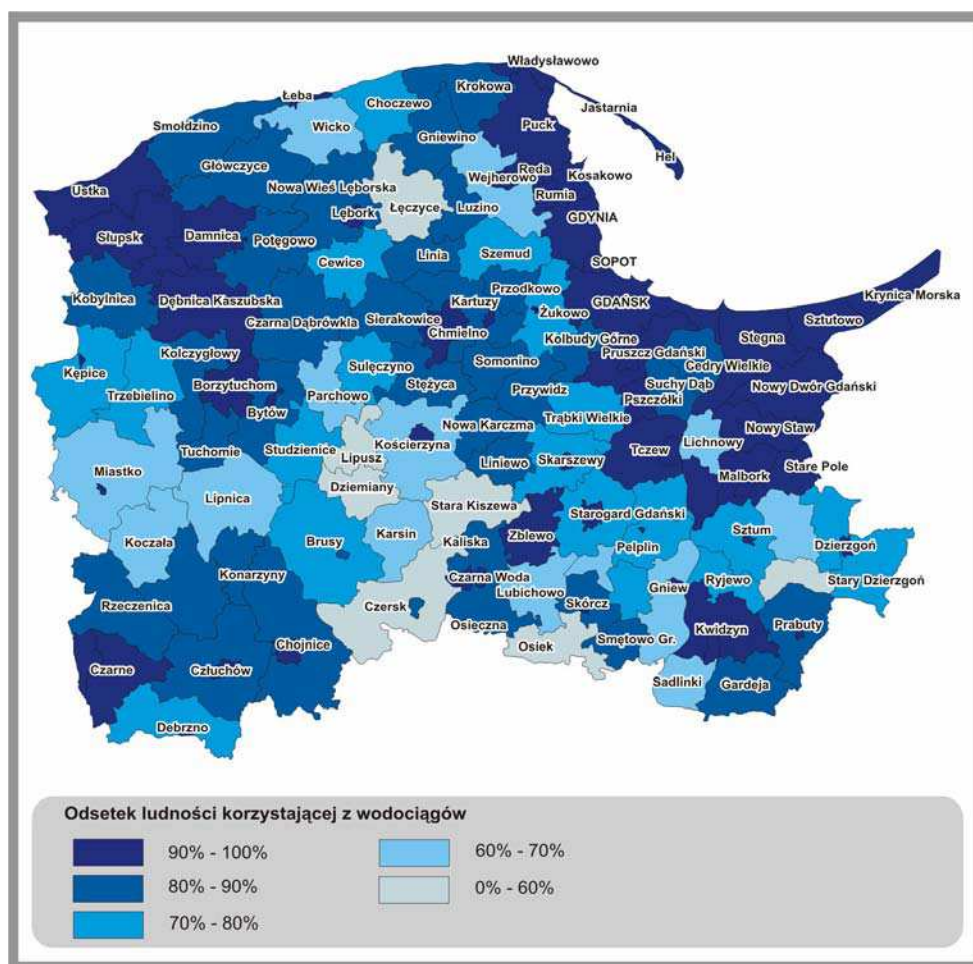 Władysławowo
Krokowa
Łeba
Choczewo
Jastarnia
Smołdzino
Wicko
Puck
Gniewino
Główczyce
Hel
Wejherowo
Reda
Kosakowo
Ustka
Nowa Wieś Lęborska
Rumia
Łęczyce
Luzino
Lębork
GDYNIA
Słupsk
Damnica
Potęgowo
Linia
Szemud
Cewice
SOPOT
Przodkowo
Krynica Morska
Kobylnica
Dębnica Kaszubska
Kartuzy
GDAŃSK
Żukowo
Sztutowo
Czarna Dąbrówkia
Sierakowice
Chmielno
Stegna
Kolbudy Górne
Kolczygłowy
Pruszcz Gdański
Somonino
Cedry Wielkie
Sulęczyno
Kępice
Borzytuchom
Stężyca
Suchy Dąb
Nowy Dwór Gdański
Trzebielino
Parchowo
Przywidz
Pszczółki
Bytów
Trąbki Wielkie
Nowa Karczma
Nowy Staw
Kościerzyna
Lichnowy
Studzienice
Tuchomie
Lipusz
Liniewo
Skarszewy
Tczew
Stare Pole
Miastko
Malbork
Dziemiany
Lipnica
Stara Kiszewa
Starogard Gdański
Sztum
Karsin
Zblewo
Koczała
Brusy
Kaliska
Dzierzgoń
Pelplin
Konarzyny
Czarna Woda
Ryjewo
Stary Dzierzgoń
Gniew
Lubichowo
Rzeczenica
Czersk
Skórcz
Osieczna
Prabuty
Kwidzyn
Chojnice
Smętowo Gr.
Osiek
Czarne
Człuchów
Sadlinki
Gardeja
Debrzno
Odsetek ludności korzystającej z wodociągów
90% - 100%
60% - 70%
80% - 90%
0% - 60%
70% - 80%